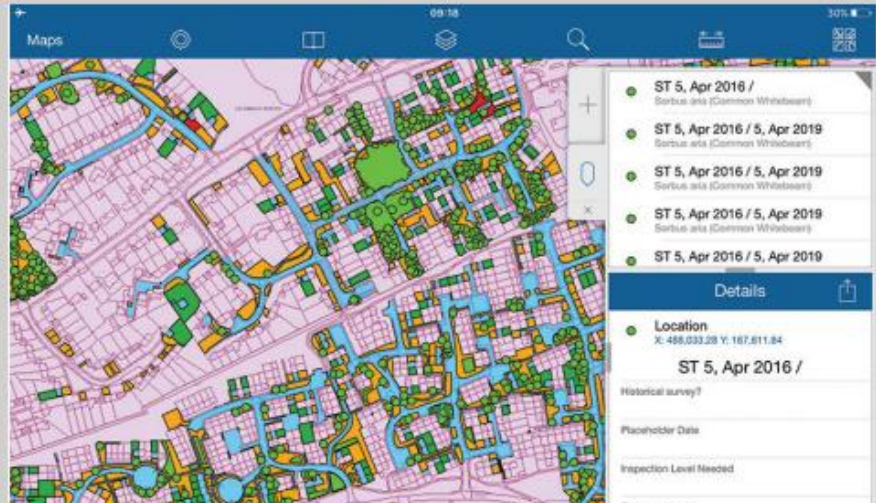 09:18
30%
Maps
ST 5, Apr 2016 /
Sorbus aria (Common Whitebeam)
ST 5, Apr 2016 / 5, Apr 2019
Sorbus aria (Common Whitebeam)
ST 5, Apr 2016 / 5, Apr 2019
Sorbus aria (Common Whitebeam)
ST 5, Apr 2016 / 5, Apr 2019
Sorbus aria (Common Whitebeam)
ST 5, Apr 2016 / 5, Apr 2019
Details
Location
X: 488,033.28 Y: 167,611.84
ST 5, Apr 2016 /
Historical survey?
Placeholder Date
Inspection Level Needed